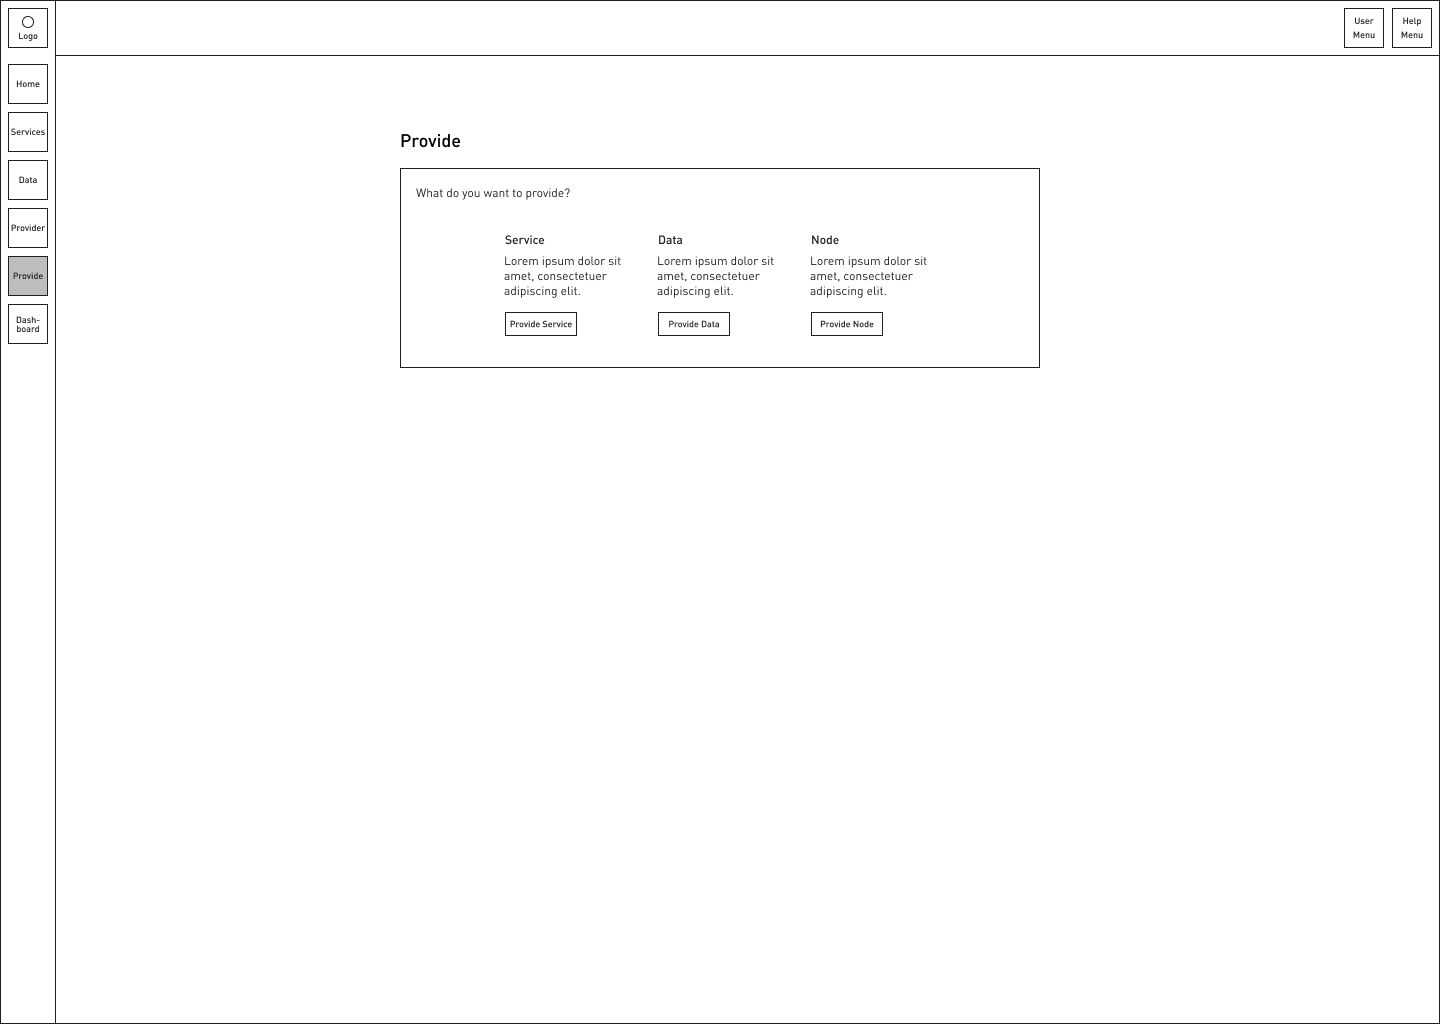 Logo
User
Menu
Help
Menu
Home
Services
Data
Provider
Provide
Dash-
board
Provide
What do you want to provide?
Service
Lorem ipsum dolor sit
amet, consectetuer
adipiscing elit.
Provide Service
Data
Lorem ipsum dolor sit
amet, consectetuer
adipiscing elit.
Provide Data
Node
Lorem ipsum dolor sit
amet, consectetuer
adipiscing elit.
Provide Node